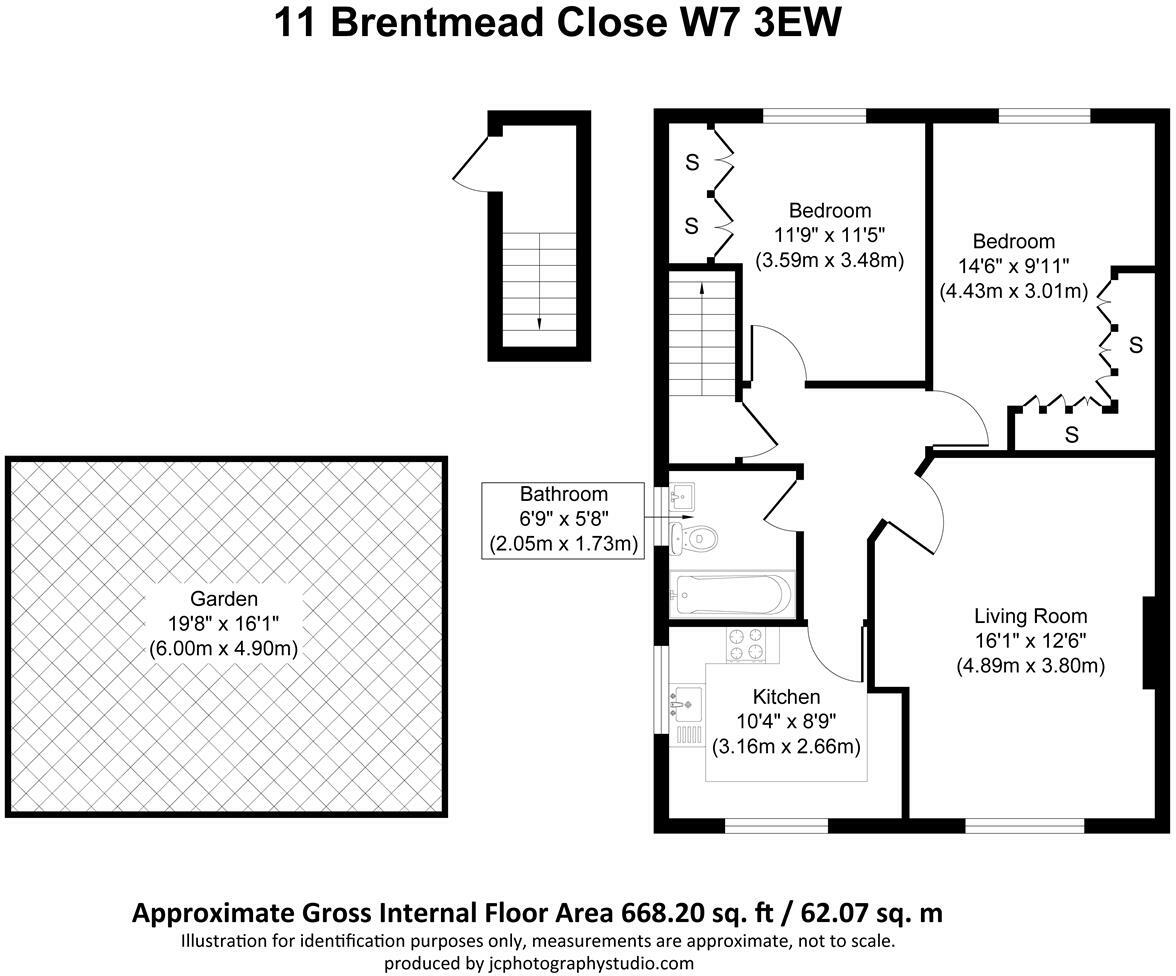 11 Brentmead Close W7 3EW
S
S
Bedroom
11'9" x 11'5"
(3.59m x 3.48m)
Bedroom
14'6" x 9'11"
(4.43m x 3.01m)
S
S
Bathroom
6'9" x 5'8"
(2.05m x 1.73m)
Garden
19'8" x 16'1"
(6.00m x 4.90m)
Living Room
16'1" x 12'6"
(4.89m x 3.80m)
Kitchen
10'4" x 8'9"
(3.16m x 2.66m)
Approximate Gross Internal Floor Area 668.20 sq. ft / 62.07 sq. m
Illustration for identification purposes only, measurements are approximate, not to scale.
produced by jcphotographystudio.com